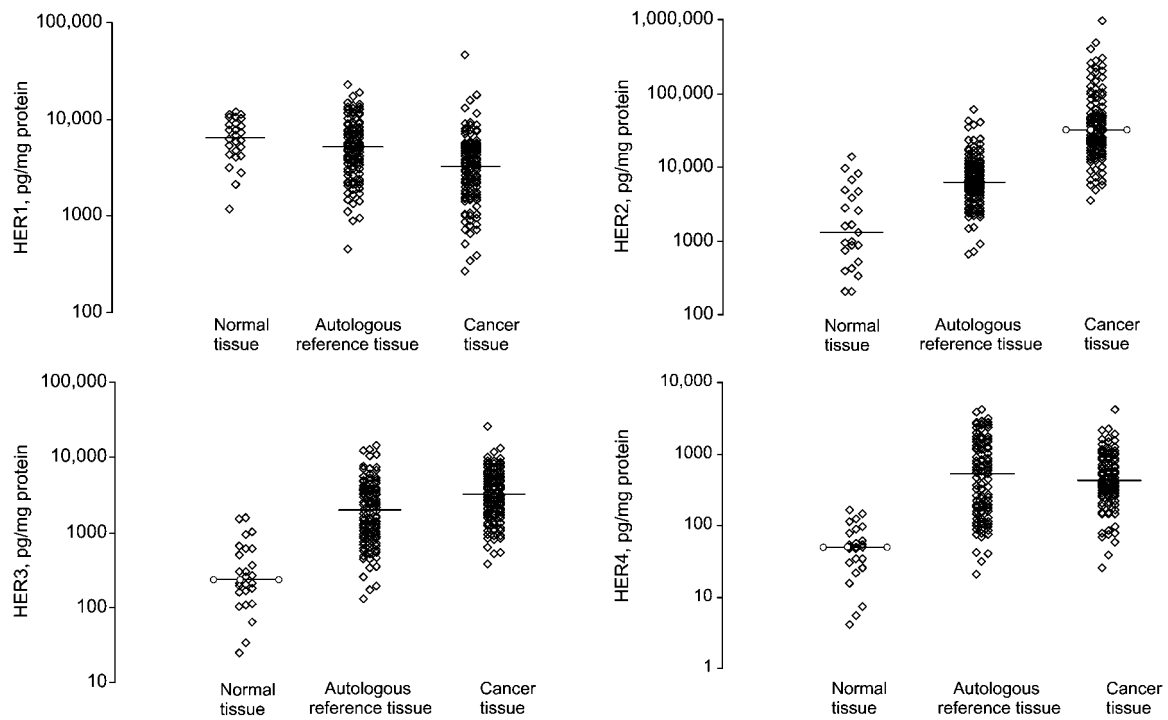 100,000
10,000
1000
100
HER1, pg/mg protein
Normal
tissue
Autologous
reference tissue
Cancer
tissue
1,000,000
100,000
10,000
1000
100
HER2, pg/mg protein
Normal
tissue
Autologous
reference tissue
Cancer
tissue
100,000
10,000
1000
100
10
HER3, pg/mg protein
Normal
tissue
Autologous
reference tissue
Cancer
tissue
10,000
1000
100
10
1
HER4, pg/mg protein
Normal
tissue
Autologous
reference tissue
Cancer
tissue